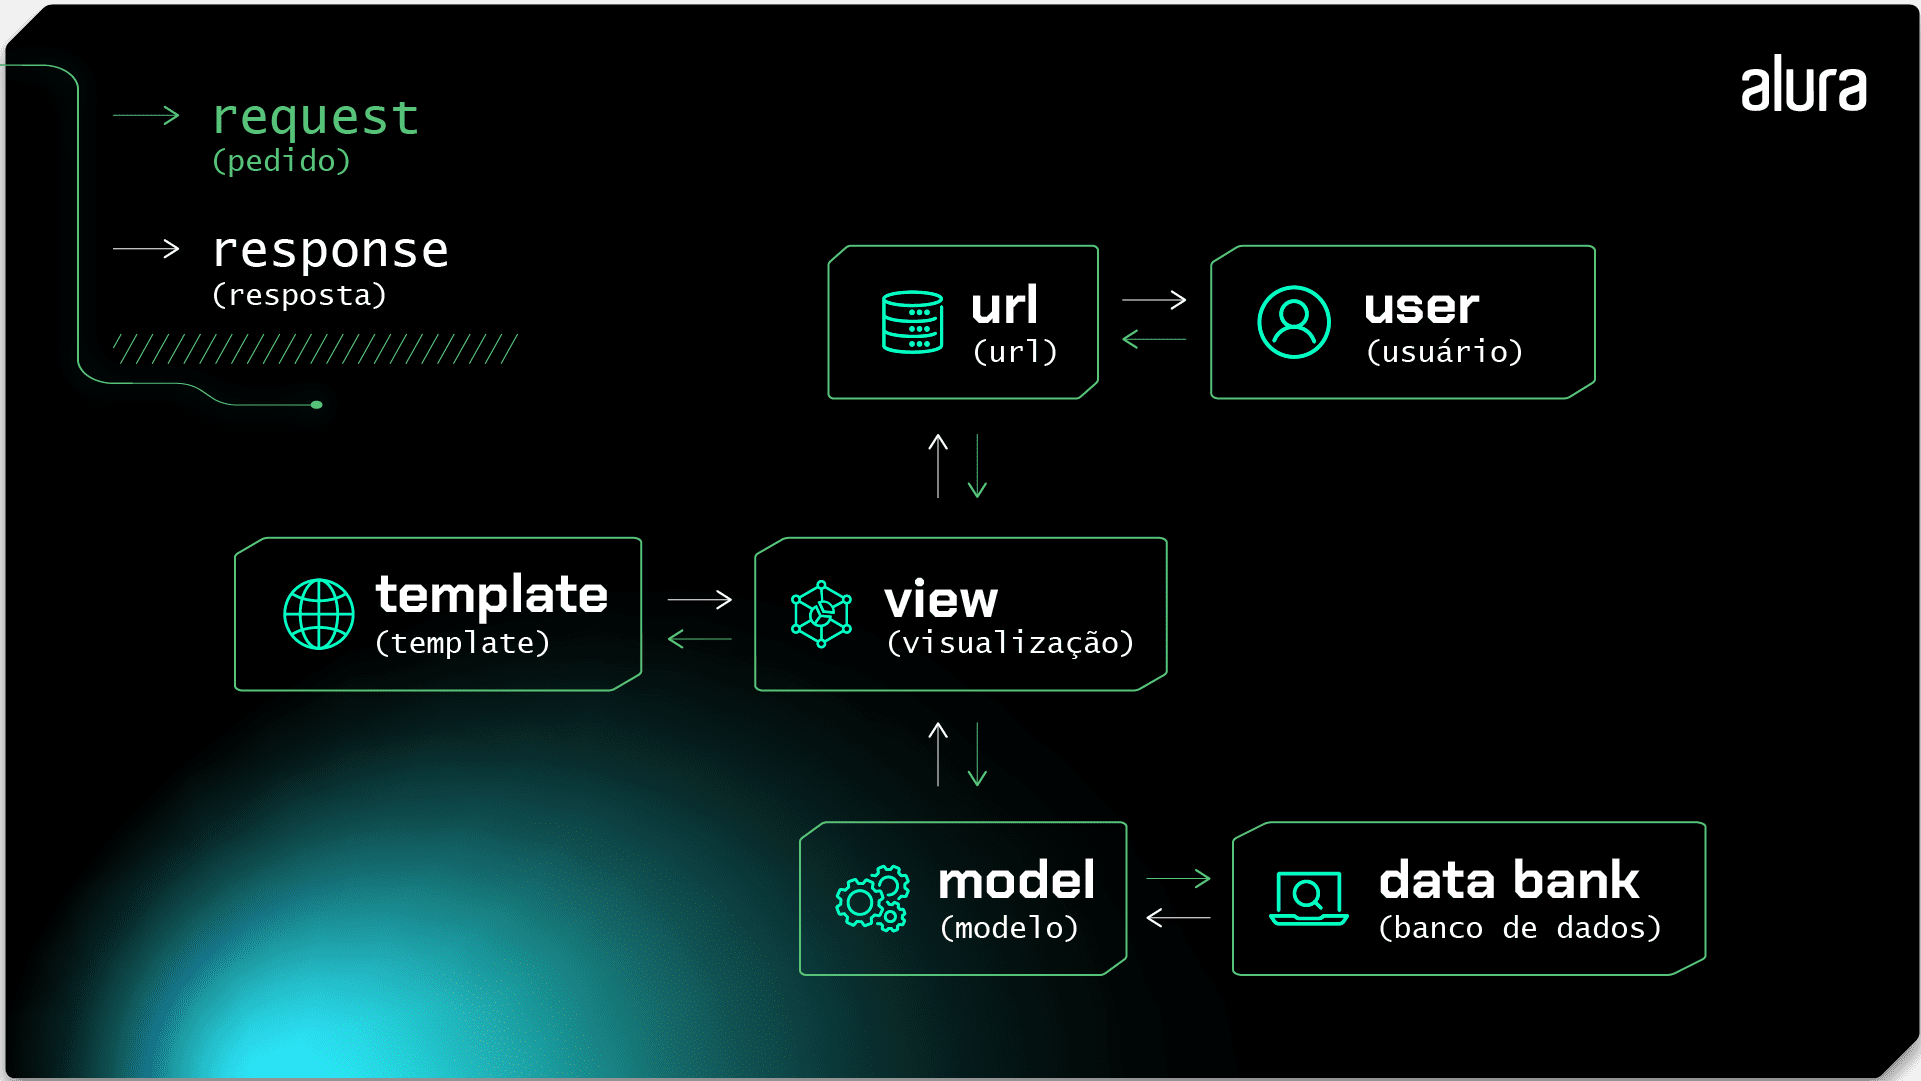 alura
request
(pedido)
response
(resposta)
url
(url)
user
(usuário)
template
(template)
view
(visualização)
model
(modelo)
data bank
(banco de dados)